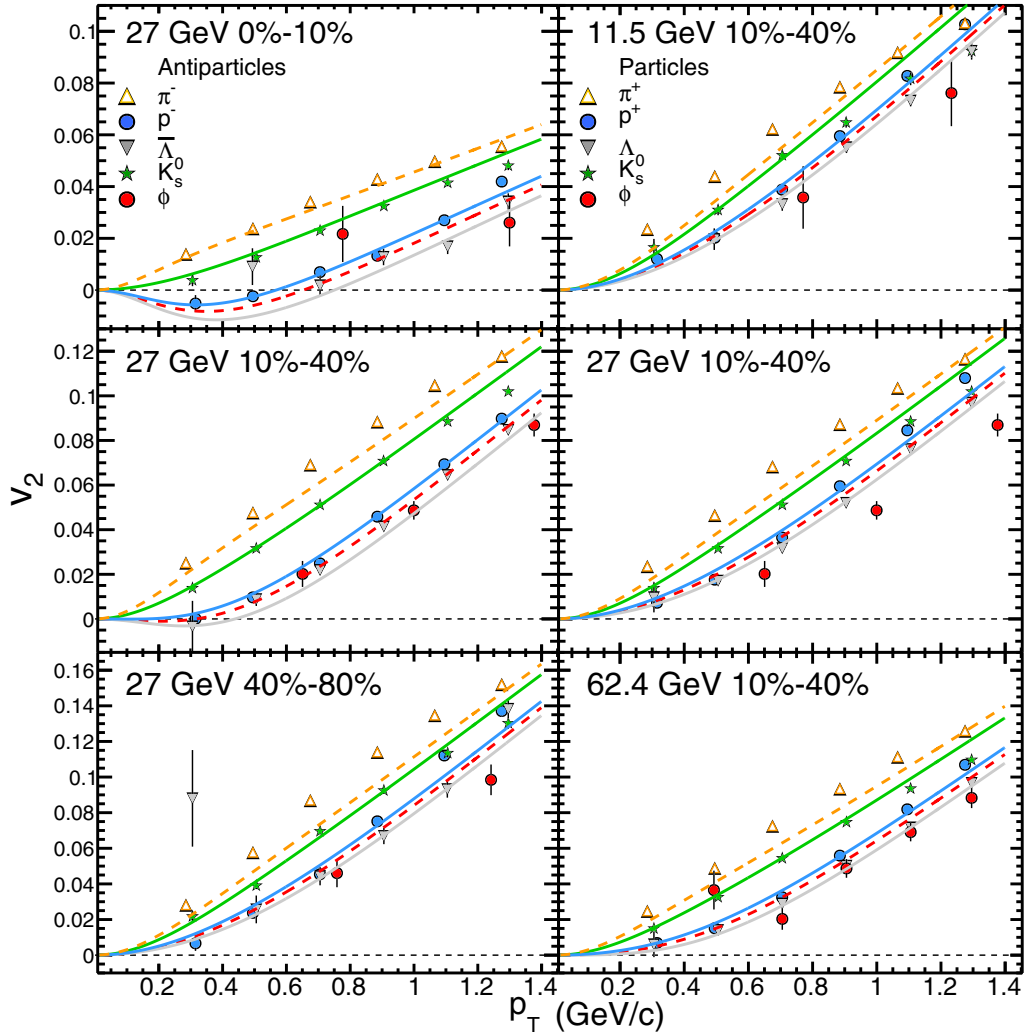 27 GeV 0%-10%
Antiparticles
π-
p-
Λ̅
K0s
ϕ
11.5 GeV 10%-40%
Particles
π+
p+
Λ0
Ks
ϕ
0.1
0.08
0.06
0.04
0.02
0
27 GeV 10%-40%
27 GeV 10%-40%
0.12
0.1
0.08
0.06
0.04
0.02
0
v2
27 GeV 40%-80%
62.4 GeV 10%-40%
0.16
0.14
0.12
0.1
0.08
0.06
0.04
0.02
0
0.2 0.4 0.6 0.8 1 1.2 1.4
0.2 0.4 0.6 0.8 1 1.2 1.4
pT (GeV/c)